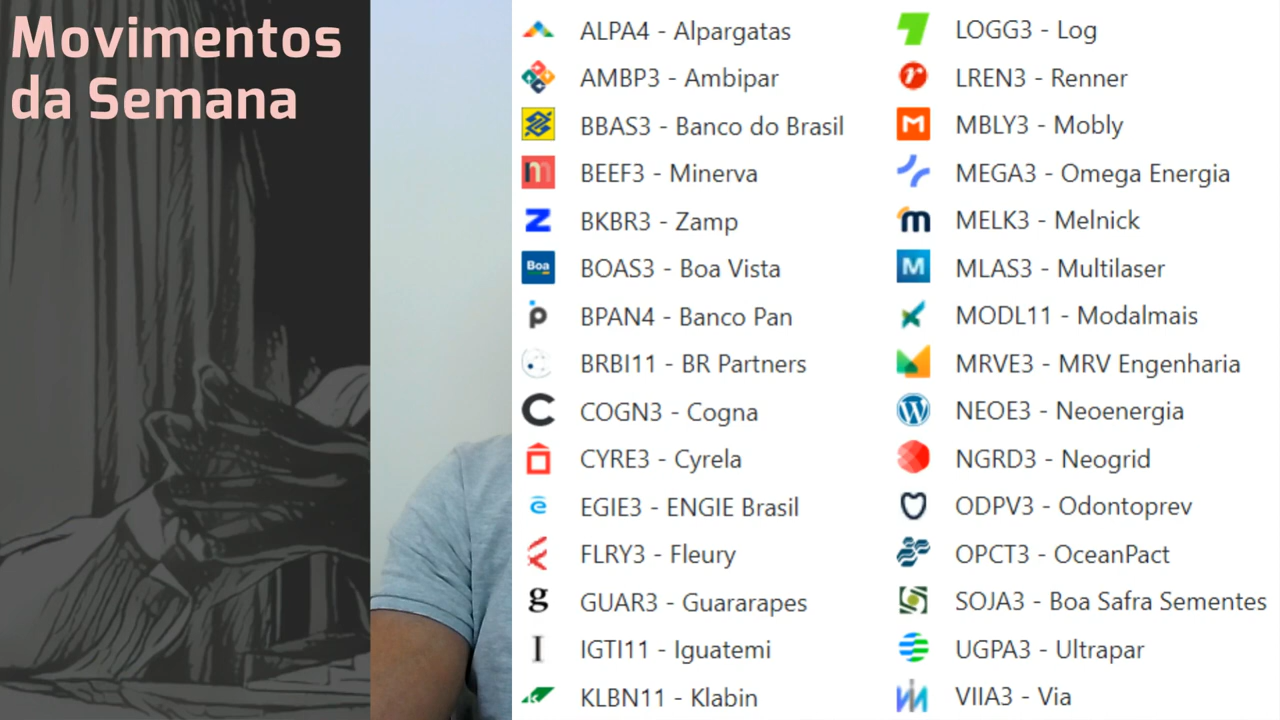 Movimentos
da Semana
ALPA4 - Alpargatas
AMBP3 - Ambipar
BBAS3 - Banco do Brasil
BEEF3 - Minerva
BKBR3 - Zamp
Boa
BOAS3 - Boa Vista
BPAN4 - Banco Pan
BRBI11 - BR Partners
COGN3 - Cogna
CYRE3 - Cyrela
EGIE3 - ENGIE Brasil
FLRY3 - Fleury
GUAR3 - Guararapes
IGTI11 - Iguatemi
KLBN11 - Klabin
LOGG3 - Log
LREN3 - Renner
MBLY3 - Mobly
MEGA3 - Omega Energia
MELK3 - Melnick
MLAS3 - Multilaser
MODL11 - Modalmais
MRVE3 - MRV Engenharia
NEOE3 - Neoenergia
NGRD3 - Neogrid
ODPV3 - Odontoprev
OPCT3 - OceanPact
SOJA3 - Boa Safra Sementes
UGPA3 - Ultrapar
VIIA3 - Via